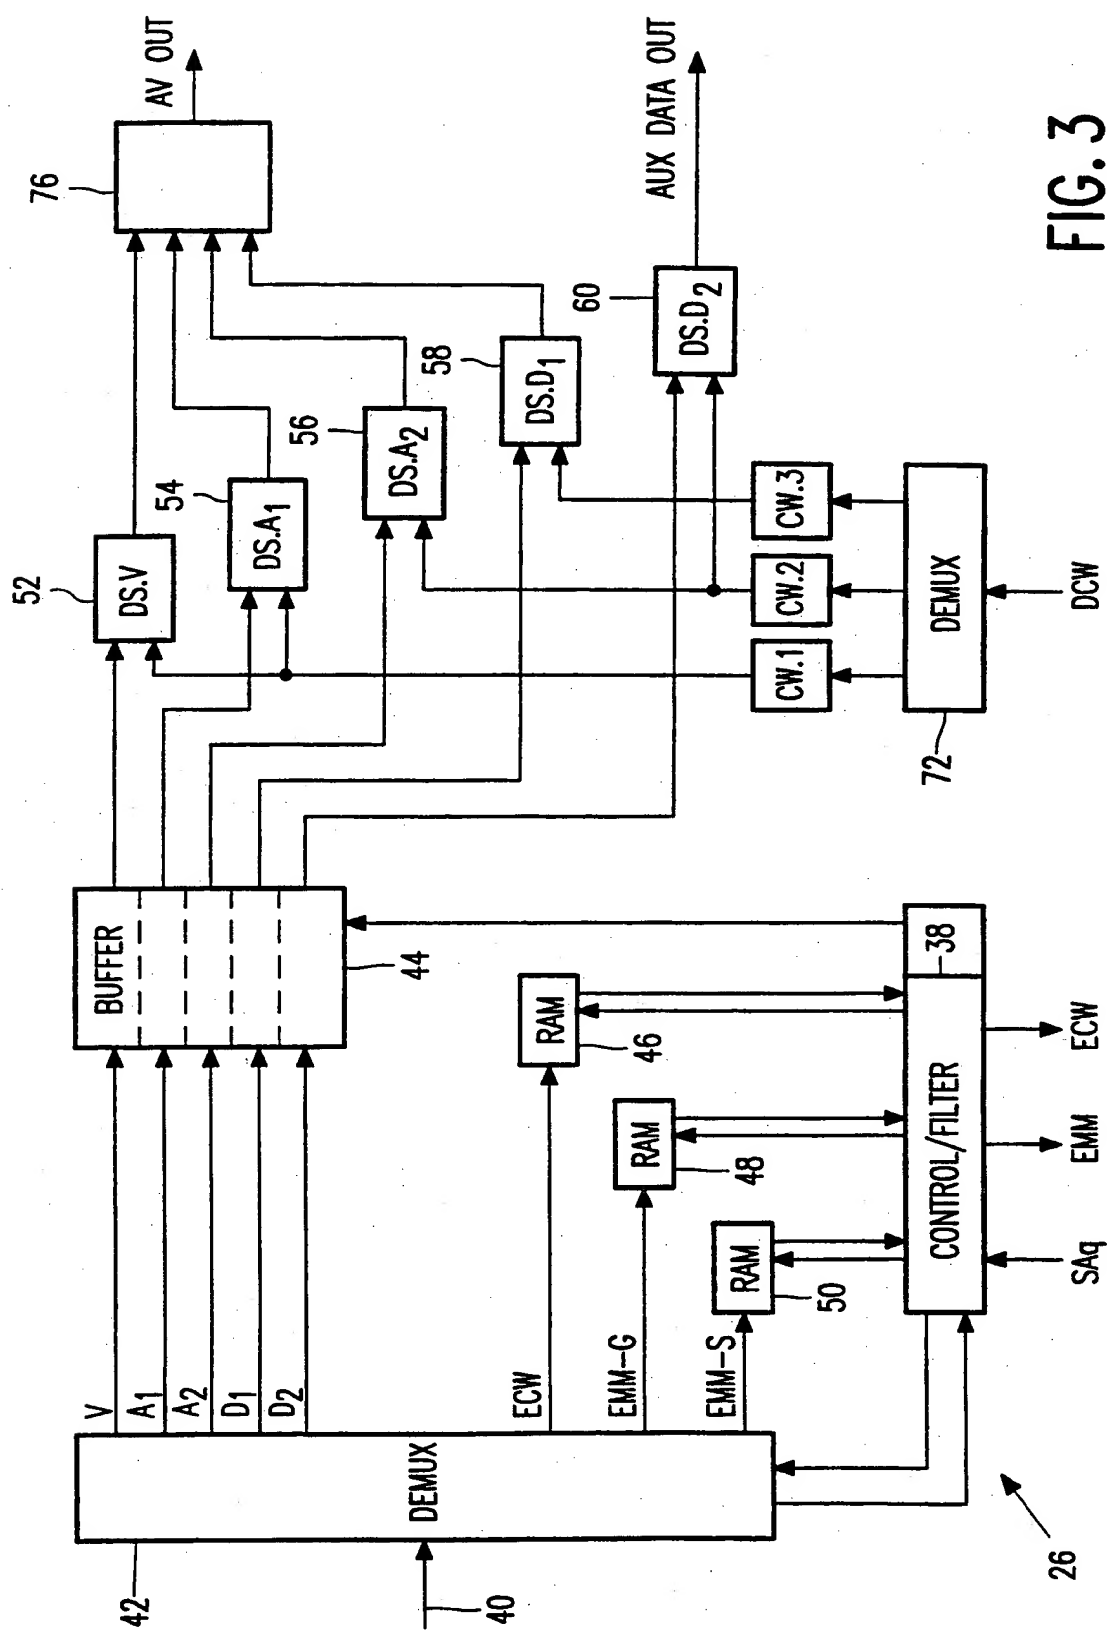 40
42
DEMUX
V
A1
A2
D1
D2
ECW
EMM-G
EMM-S
BUFFER
44
RAM
46
RAM
48
RAM
50
CONTROL/FILTER
38
SAq
EMM
ECW
26
52
DS.V
54
DS.A1
56
DS.A2
58
DS.D1
60
DS.D2
CW.1
CW.2
CW.3
DEMUX
72
DCW
76
AV OUT
AUX DATA OUT
FIG. 3